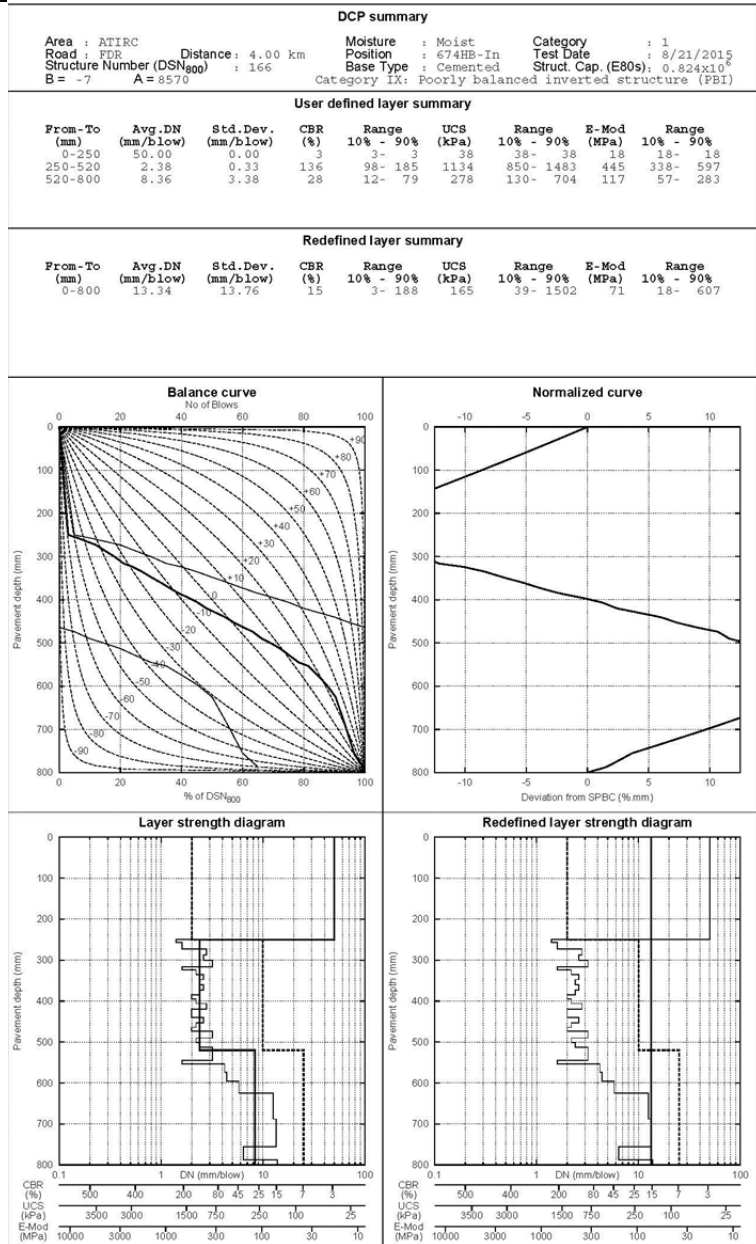 DCP summary
Area : ATIRC Moisture : Moist Category : 1
Road : FDR Distance : 4.00 km Position : 674HB-In Test Date : 8/21/2015
Structure Number (DSN800) : 166 Base Type : Cemented Struct. Cap. (E80s) : 0.824x10^6
B = -7 A = 8570 Category IX: Poorly balanced inverted structure (PBI)
User defined layer summary
From-To Avg.DN Std.Dev. CBR Range UCS Range E-Mod Range
(mm) (mm/blow) (mm/blow) (%) 10% - 90% (kPa) 10% - 90% (MPa) 10% - 90%
0-250 50.00 0.00 3 3- 3 38 38- 38 18 18- 18
250-520 2.38 0.33 136 98- 185 1134 850- 1483 445 338- 597
520-800 8.36 3.38 28 12- 79 278 130- 704 117 57- 283
Redefined layer summary
From-To Avg.DN Std.Dev. CBR Range UCS Range E-Mod Range
(mm) (mm/blow) (mm/blow) (%) 10% - 90% (kPa) 10% - 90% (MPa) 10% - 90%
0-800 13.34 13.76 15 3- 188 165 39- 1502 71 18- 607
Balance curve
No of Blows
0 20 40 60 80 100
0
100
200
300
400
500
600
700
800
Pavement depth (mm)
+90
+80
+70
+60
+50
+40
+30
+20
+10
0
-10
-20
-30
-40
-50
-60
-70
-80
-90
0 20 40 60 80 100
% of DSN800
Normalized curve
-10 -5 0 5 10
0
100
200
300
400
500
600
700
800
Pavement depth (mm)
-10 -5 0 5 10
Deviation from SPBC (% mm)
Layer strength diagram
0
100
200
300
400
500
600
700
800
Pavement depth (mm)
0.1 1 DN (mm/blow) 10 100
CBR (%) 500 400 200 80 45 25 15 7 3
UCS (kPa) 3500 3000 1500 750 250 100 25
E-Mod (MPa) 10000 3000 1000 300 100 30 10
Redefined layer strength diagram
0
100
200
300
400
500
600
700
800
Pavement depth (mm)
0.1 1 DN (mm/blow) 10 100
CBR (%) 500 400 200 80 45 25 15 7 3
UCS (kPa) 3500 3000 1500 750 250 100 25
E-Mod (MPa) 10000 3000 1000 300 100 30 10